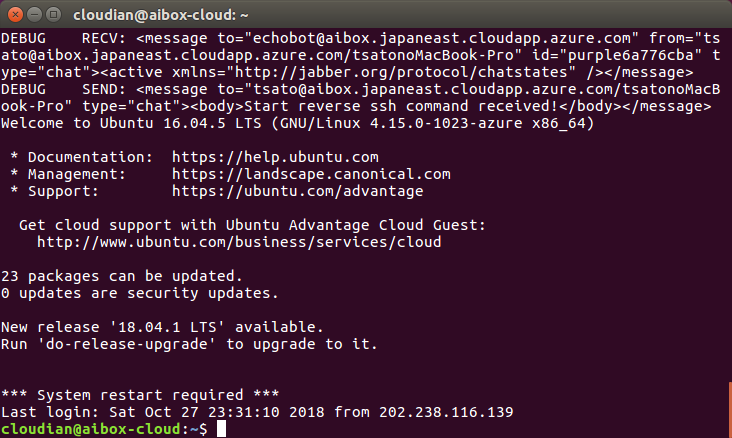 cloudian@aibox-cloud: ~
DEBUG    RECV: <message to="echobot@aibox.japaneast.cloudapp.azure.com" from="ts
ato@aibox.japaneast.cloudapp.azure.com/tsatonoMacBook-Pro" id="purple6a776cba" t
ype="chat"><active xmlns="http://jabber.org/protocol/chatstates" /></message>
DEBUG    SEND: <message to="tsato@aibox.japaneast.cloudapp.azure.com/tsatonoMacB
ook-Pro" type="chat"><body>Start reverse ssh command received!</body></message>
Welcome to Ubuntu 16.04.5 LTS (GNU/Linux 4.15.0-1023-azure x86_64)
 * Documentation:  https://help.ubuntu.com
 * Management:     https://landscape.canonical.com
 * Support:        https://ubuntu.com/advantage
  Get cloud support with Ubuntu Advantage Cloud Guest:
    http://www.ubuntu.com/business/services/cloud
23 packages can be updated.
0 updates are security updates.
New release '18.04.1 LTS' available.
Run 'do-release-upgrade' to upgrade to it.
*** System restart required ***
Last login: Sat Oct 27 23:31:10 2018 from 202.238.116.139
cloudian@aibox-cloud:~$